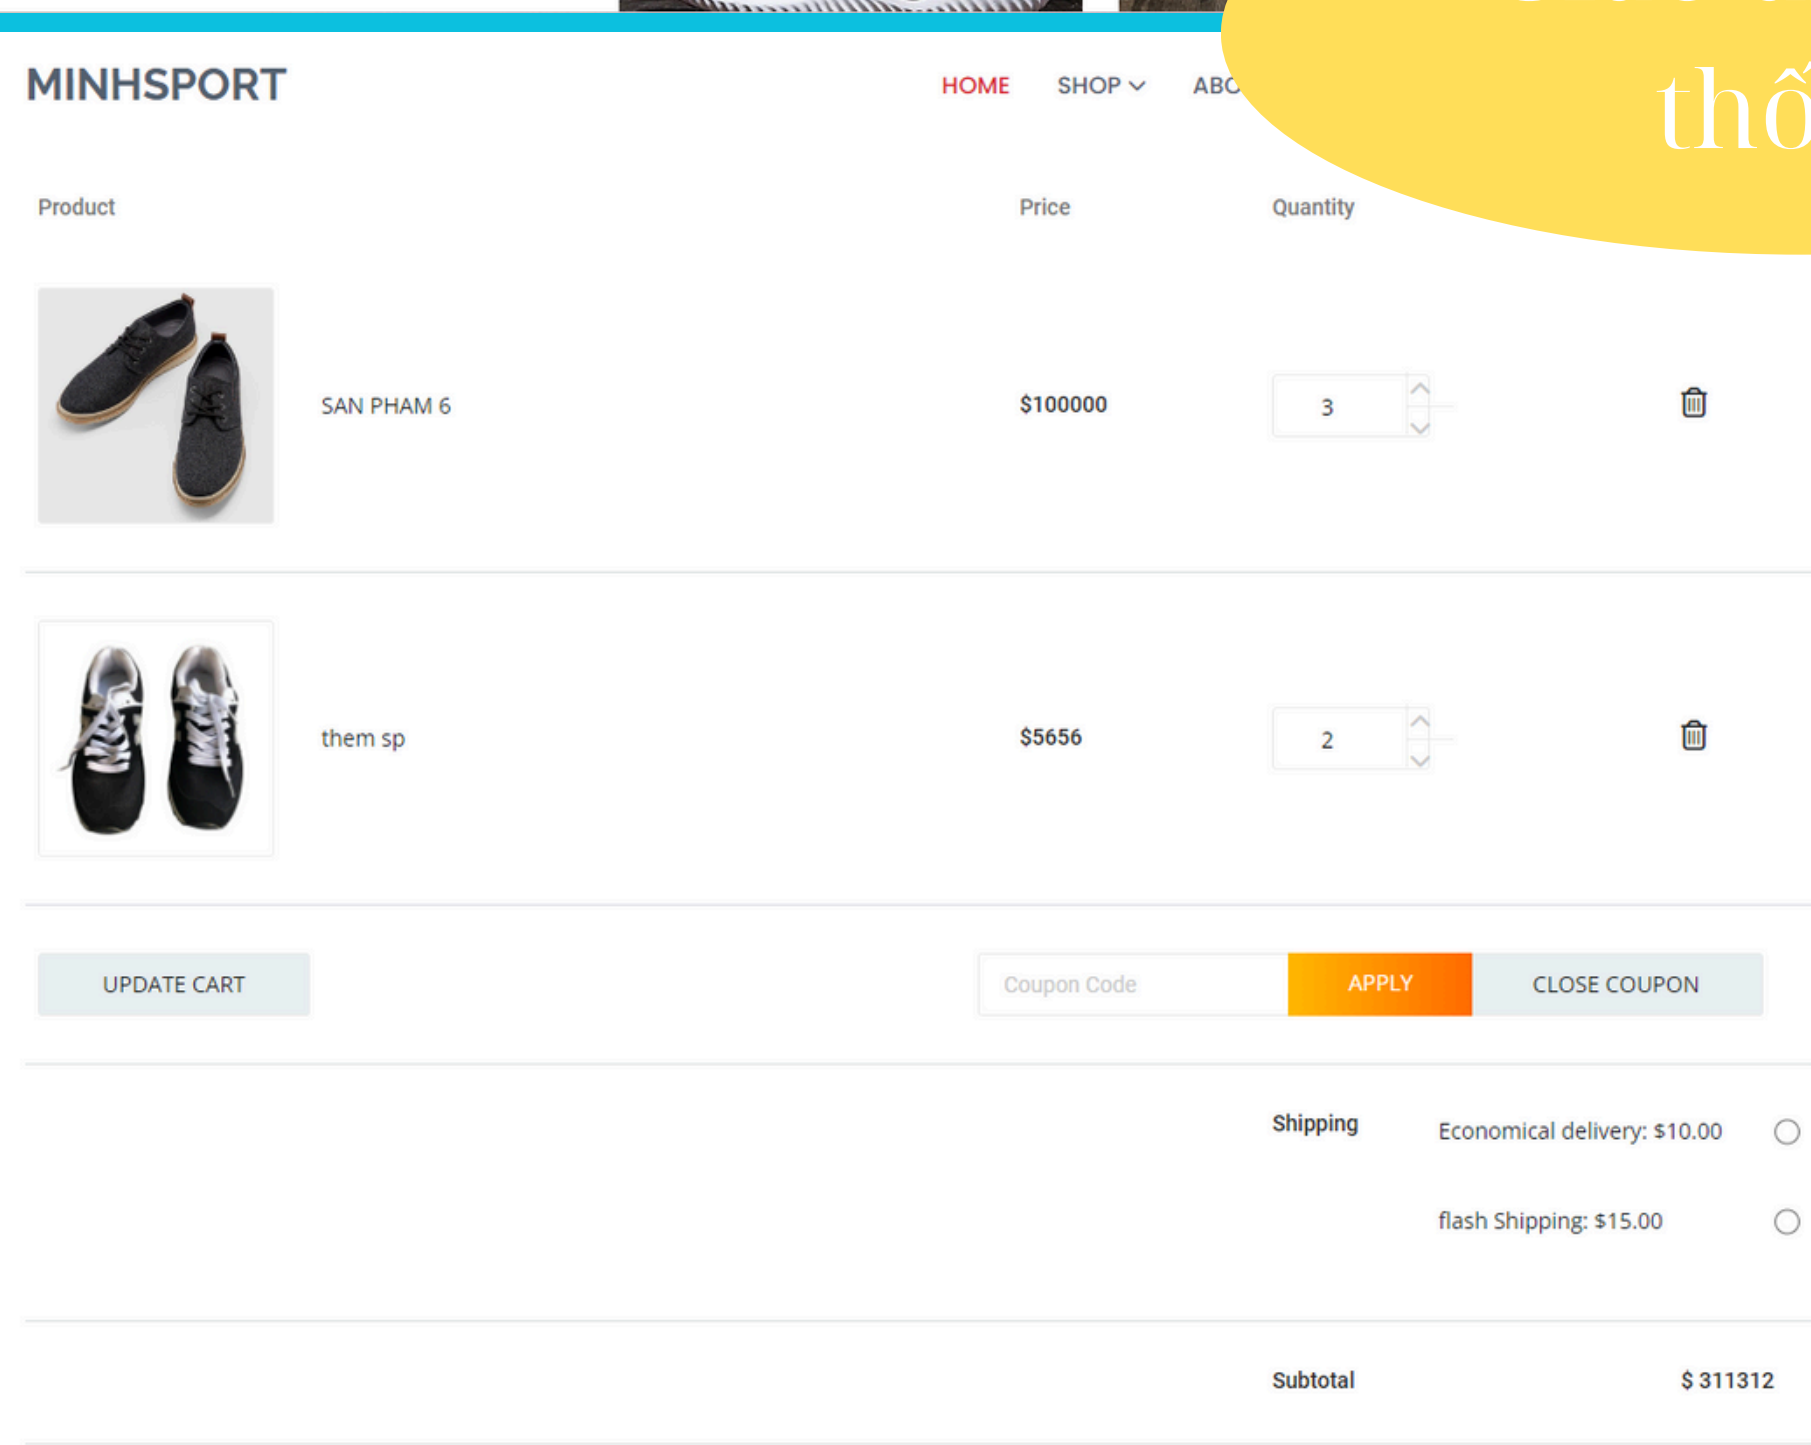 thố
MINHSPORT
HOME SHOP ABO
Product Price Quantity
SAN PHAM 6 $100000 3
them sp $5656 2
UPDATE CART Coupon Code APPLY CLOSE COUPON
Shipping Economical delivery: $10.00
flash Shipping: $15.00
Subtotal $ 311312